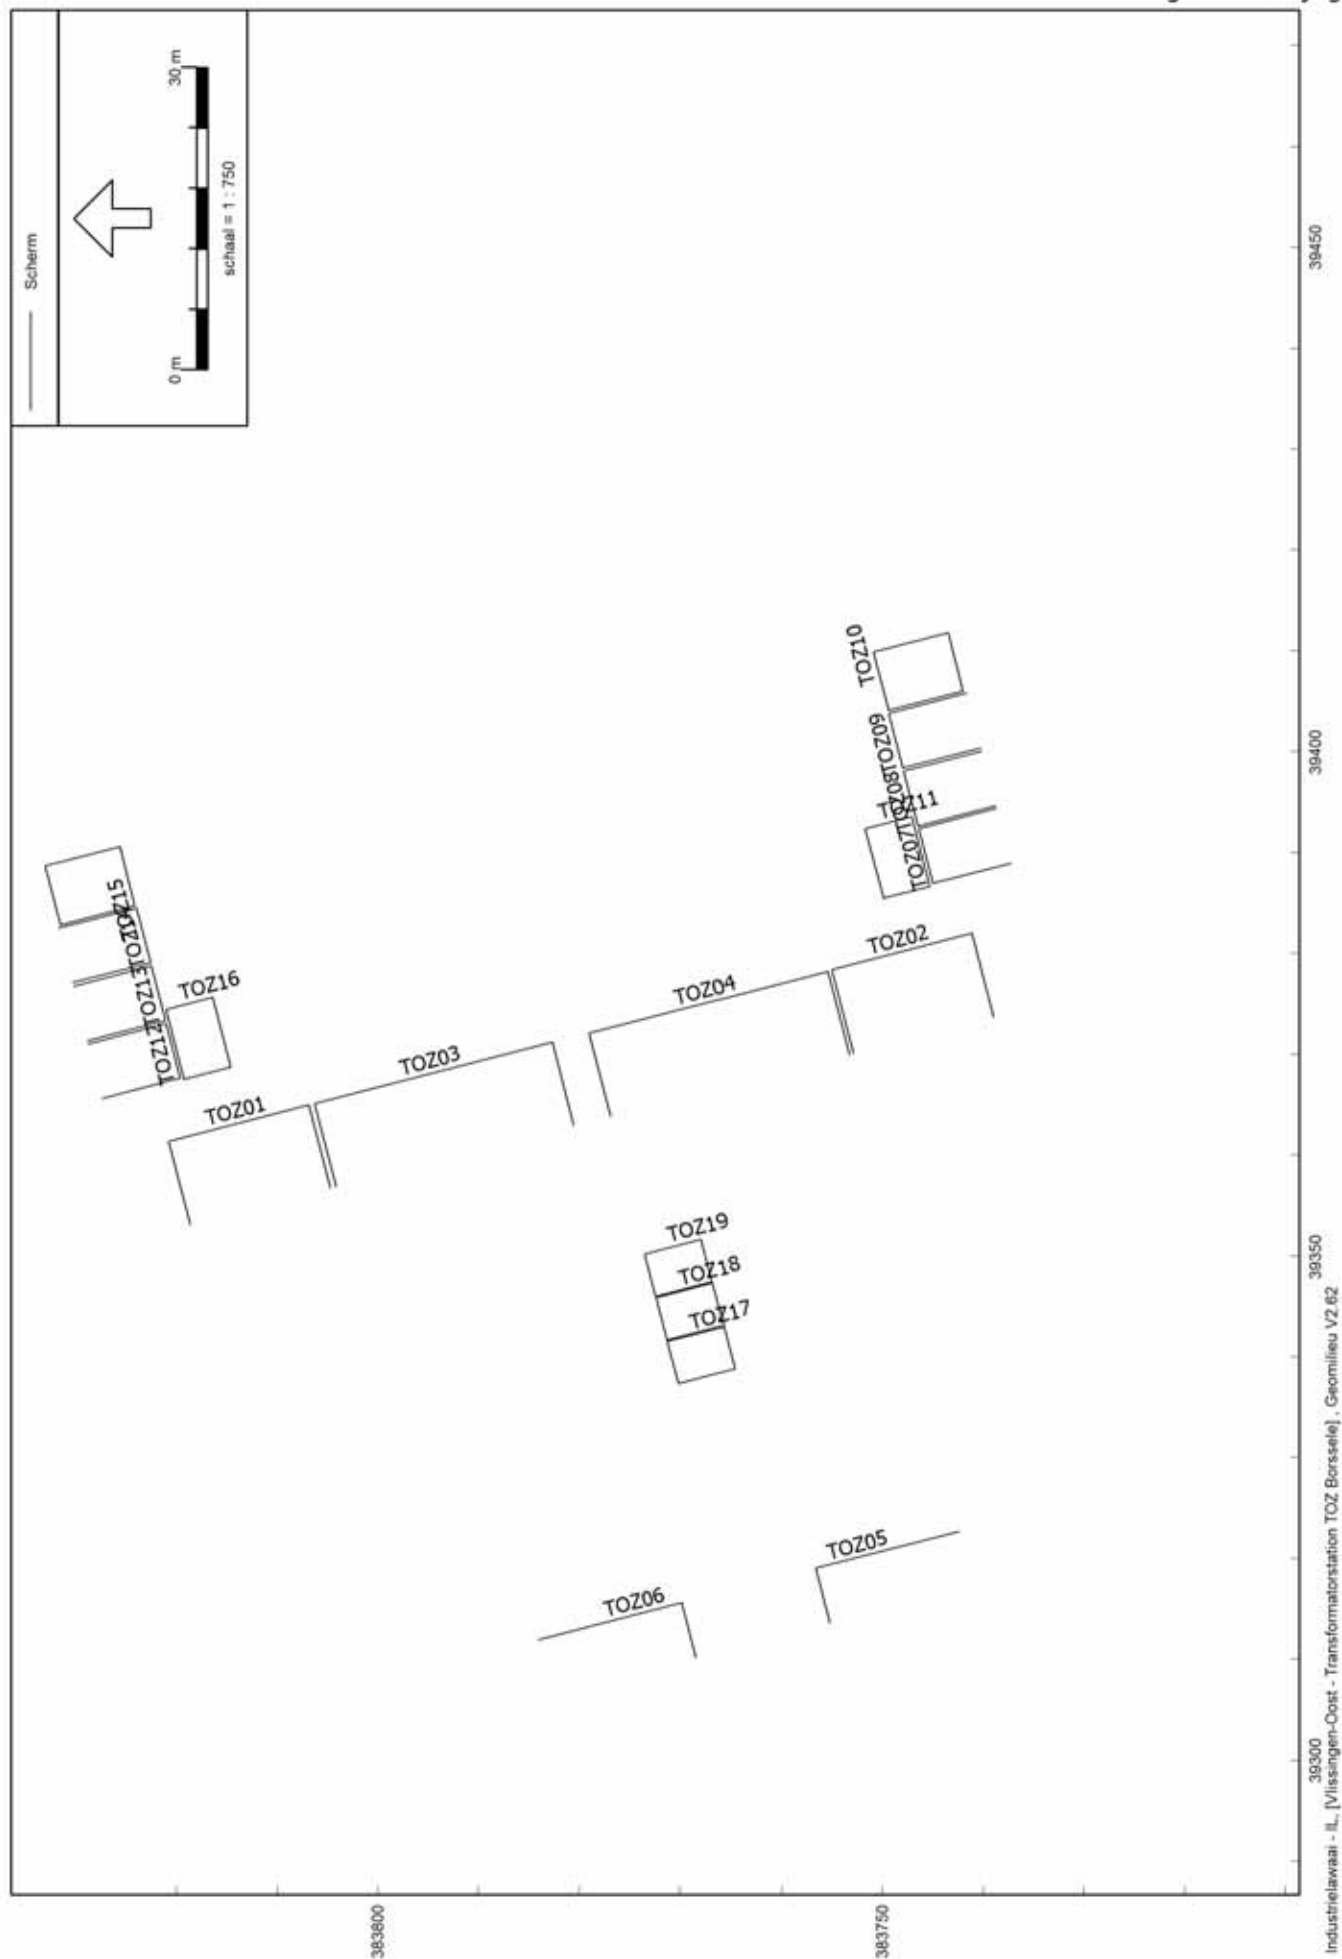 Scherm
0 m
30 m
schaal = 1 : 750
TOZ15
TOZ14
TOZ13
TOZ12
TOZ16
TOZ01
TOZ03
TOZ04
TOZ02
TOZ10
TOZ09
TOZ08
TOZ07
TOZ11
TOZ19
TOZ18
TOZ17
TOZ05
TOZ06
383800
383750
39300
39350
39400
39450
Industrielawaai - IL, [Vlissingen-Oost - Transformatorstation TOZ Borssele] , Geomilieu V2.62